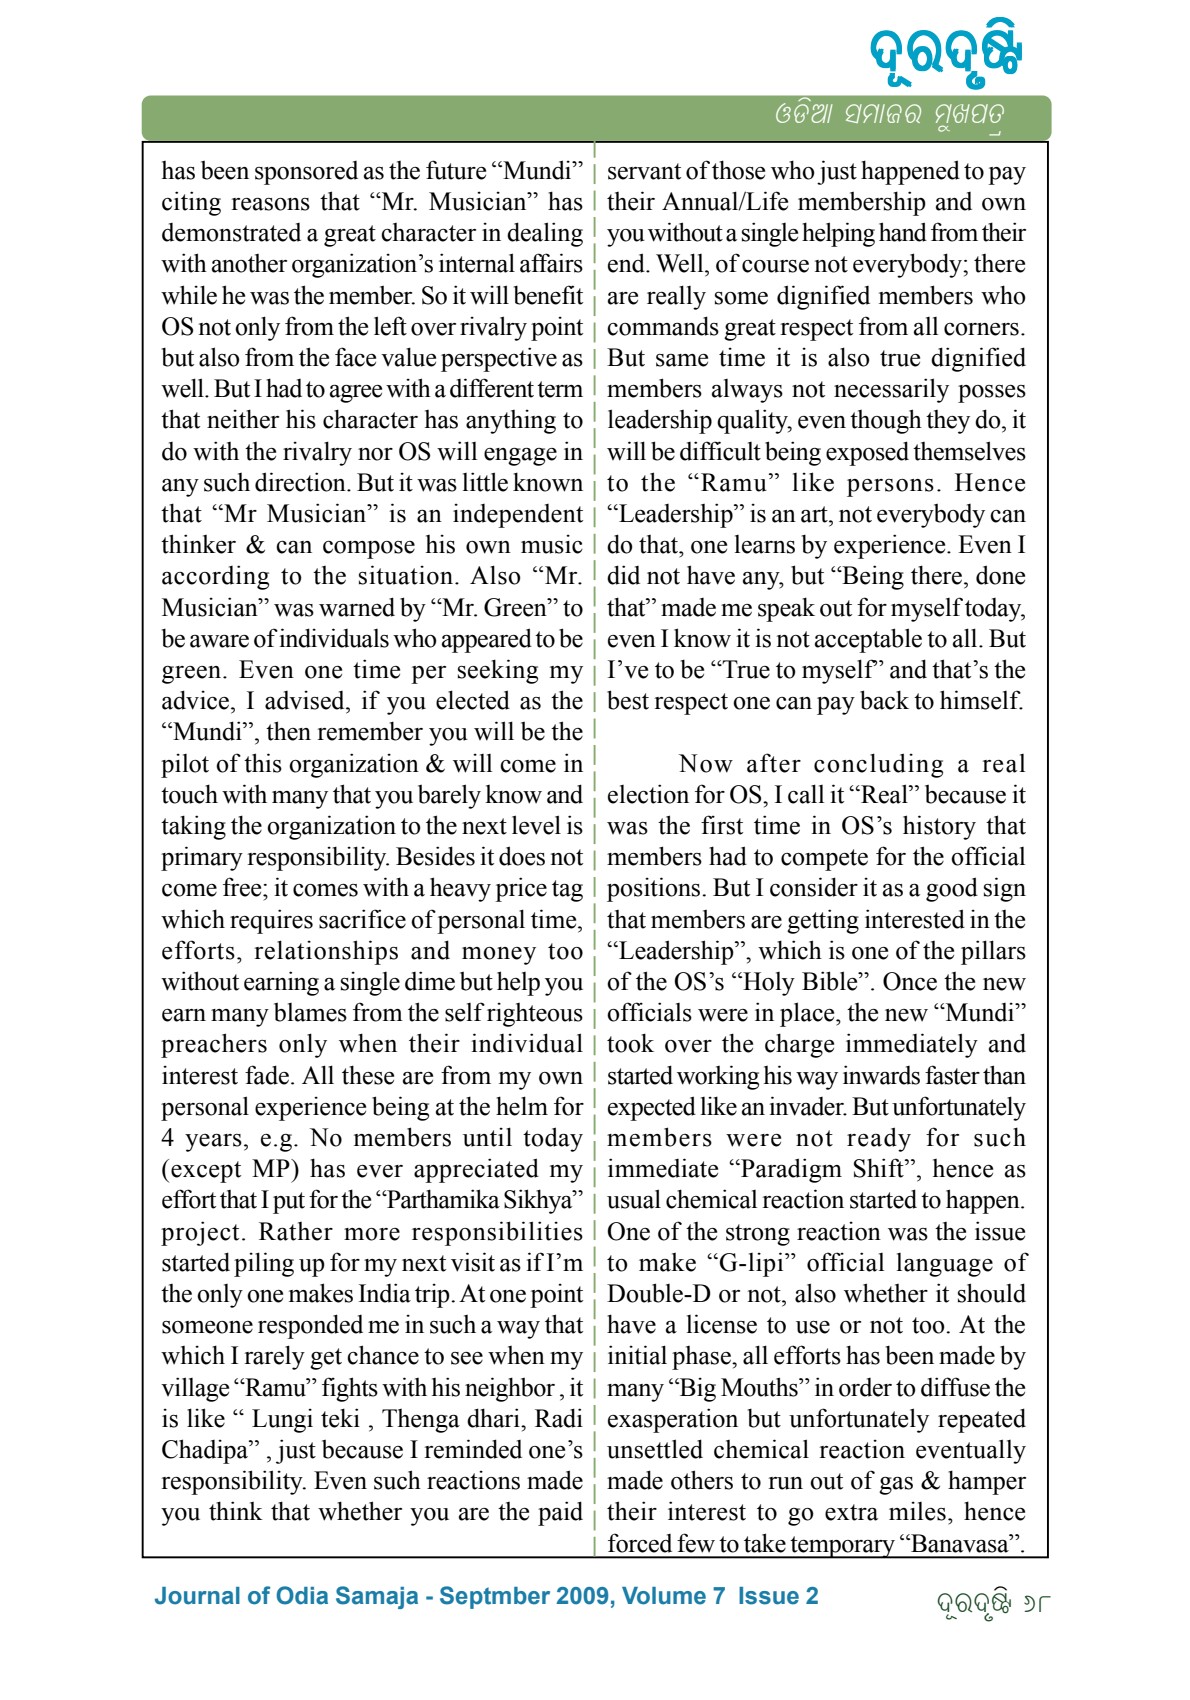 ଦୂରଦୃଷ୍ଟି
ଓଡିଆ ସମାଜର ମୁଖପତ୍ର
has been sponsored as the future “Mundi”
citing reasons that “Mr. Musician” has
demonstrated a great character in dealing
with another organization’s internal affairs
while he was the member. So it will benefit
OS not only from the left over rivalry point
but also from the face value perspective as
well. But I had to agree with a different term
that neither his character has anything to
do with the rivalry nor OS will engage in
any such direction. But it was little known
that “Mr Musician” is an independent
thinker & can compose his own music
according to the situation. Also “Mr.
Musician” was warned by “Mr. Green” to
be aware of individuals who appeared to be
green. Even one time per seeking my
advice, I advised, if you elected as the
“Mundi”, then remember you will be the
pilot of this organization & will come in
touch with many that you barely know and
taking the organization to the next level is
primary responsibility. Besides it does not
come free; it comes with a heavy price tag
which requires sacrifice of personal time,
efforts, relationships and money too
without earning a single dime but help you
earn many blames from the self righteous
preachers only when their individual
interest fade. All these are from my own
personal experience being at the helm for
4 years, e.g. No members until today
(except MP) has ever appreciated my
effort that I put for the “Parthamika Sikhya”
project. Rather more responsibilities
started piling up for my next visit as if I’m
the only one makes India trip. At one point
someone responded me in such a way that
which I rarely get chance to see when my
village “Ramu” fights with his neighbor , it
is like “ Lungi teki , Thenga dhari, Radi
Chadipa” , just because I reminded one’s
responsibility. Even such reactions made
you think that whether you are the paid
servant of those who just happened to pay
their Annual/Life membership and own
you without a single helping hand from their
end. Well, of course not everybody; there
are really some dignified members who
commands great respect from all corners.
But same time it is also true dignified
members always not necessarily posses
leadership quality, even though they do, it
will be difficult being exposed themselves
to the “Ramu” like persons. Hence
“Leadership” is an art, not everybody can
do that, one learns by experience. Even I
did not have any, but “Being there, done
that” made me speak out for myself today,
even I know it is not acceptable to all. But
I’ve to be “True to myself” and that’s the
best respect one can pay back to himself.
Now after concluding a real
election for OS, I call it “Real” because it
was the first time in OS’s history that
members had to compete for the official
positions. But I consider it as a good sign
that members are getting interested in the
“Leadership”, which is one of the pillars
of the OS’s “Holy Bible”. Once the new
officials were in place, the new “Mundi”
took over the charge immediately and
started working his way inwards faster than
expected like an invader. But unfortunately
members were not ready for such
immediate “Paradigm Shift”, hence as
usual chemical reaction started to happen.
One of the strong reaction was the issue
to make “G-lipi” official language of
Double-D or not, also whether it should
have a license to use or not too. At the
initial phase, all efforts has been made by
many “Big Mouths” in order to diffuse the
exasperation but unfortunately repeated
unsettled chemical reaction eventually
made others to run out of gas & hamper
their interest to go extra miles, hence
forced few to take temporary “Banavasa”.
Journal of Odia Samaja - Septmber 2009, Volume 7 Issue 2
ଦୂରଦୃଷ୍ଟି ୬୮